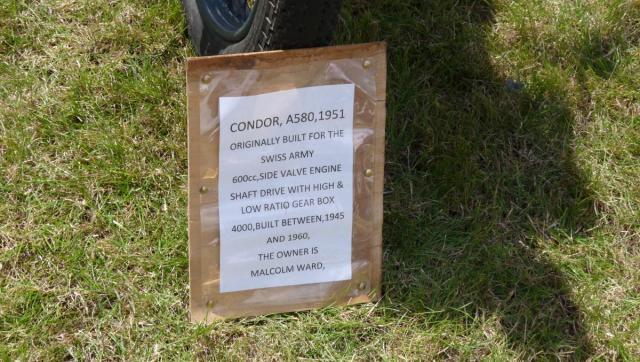 CONDOR, A580,1951
ORIGINALLY BUILT FOR THE
SWISS ARMY
600cc,SIDE VALVE ENGINE
SHAFT DRIVE WITH HIGH &
LOW RATIO GEAR BOX
4000,BUILT BETWEEN,1945
AND 1960,
THE OWNER IS
MALCOLM WARD,